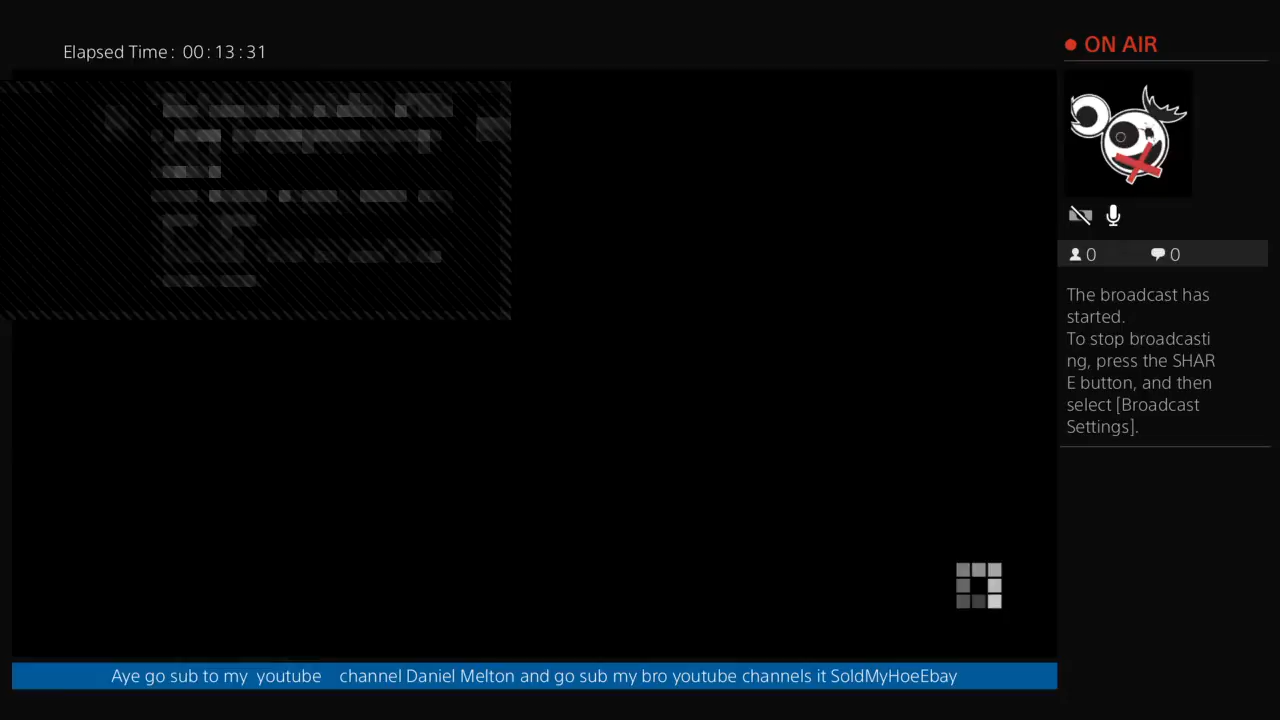 Elapsed Time: 00:13:31
ON AIR
0 0
The broadcast has
started.
To stop broadcasti
ng, press the SHAR
E button, and then
select [Broadcast
Settings].
Aye go sub to my youtube channel Daniel Melton and go sub my bro youtube channels it SoldMyHoeEbay